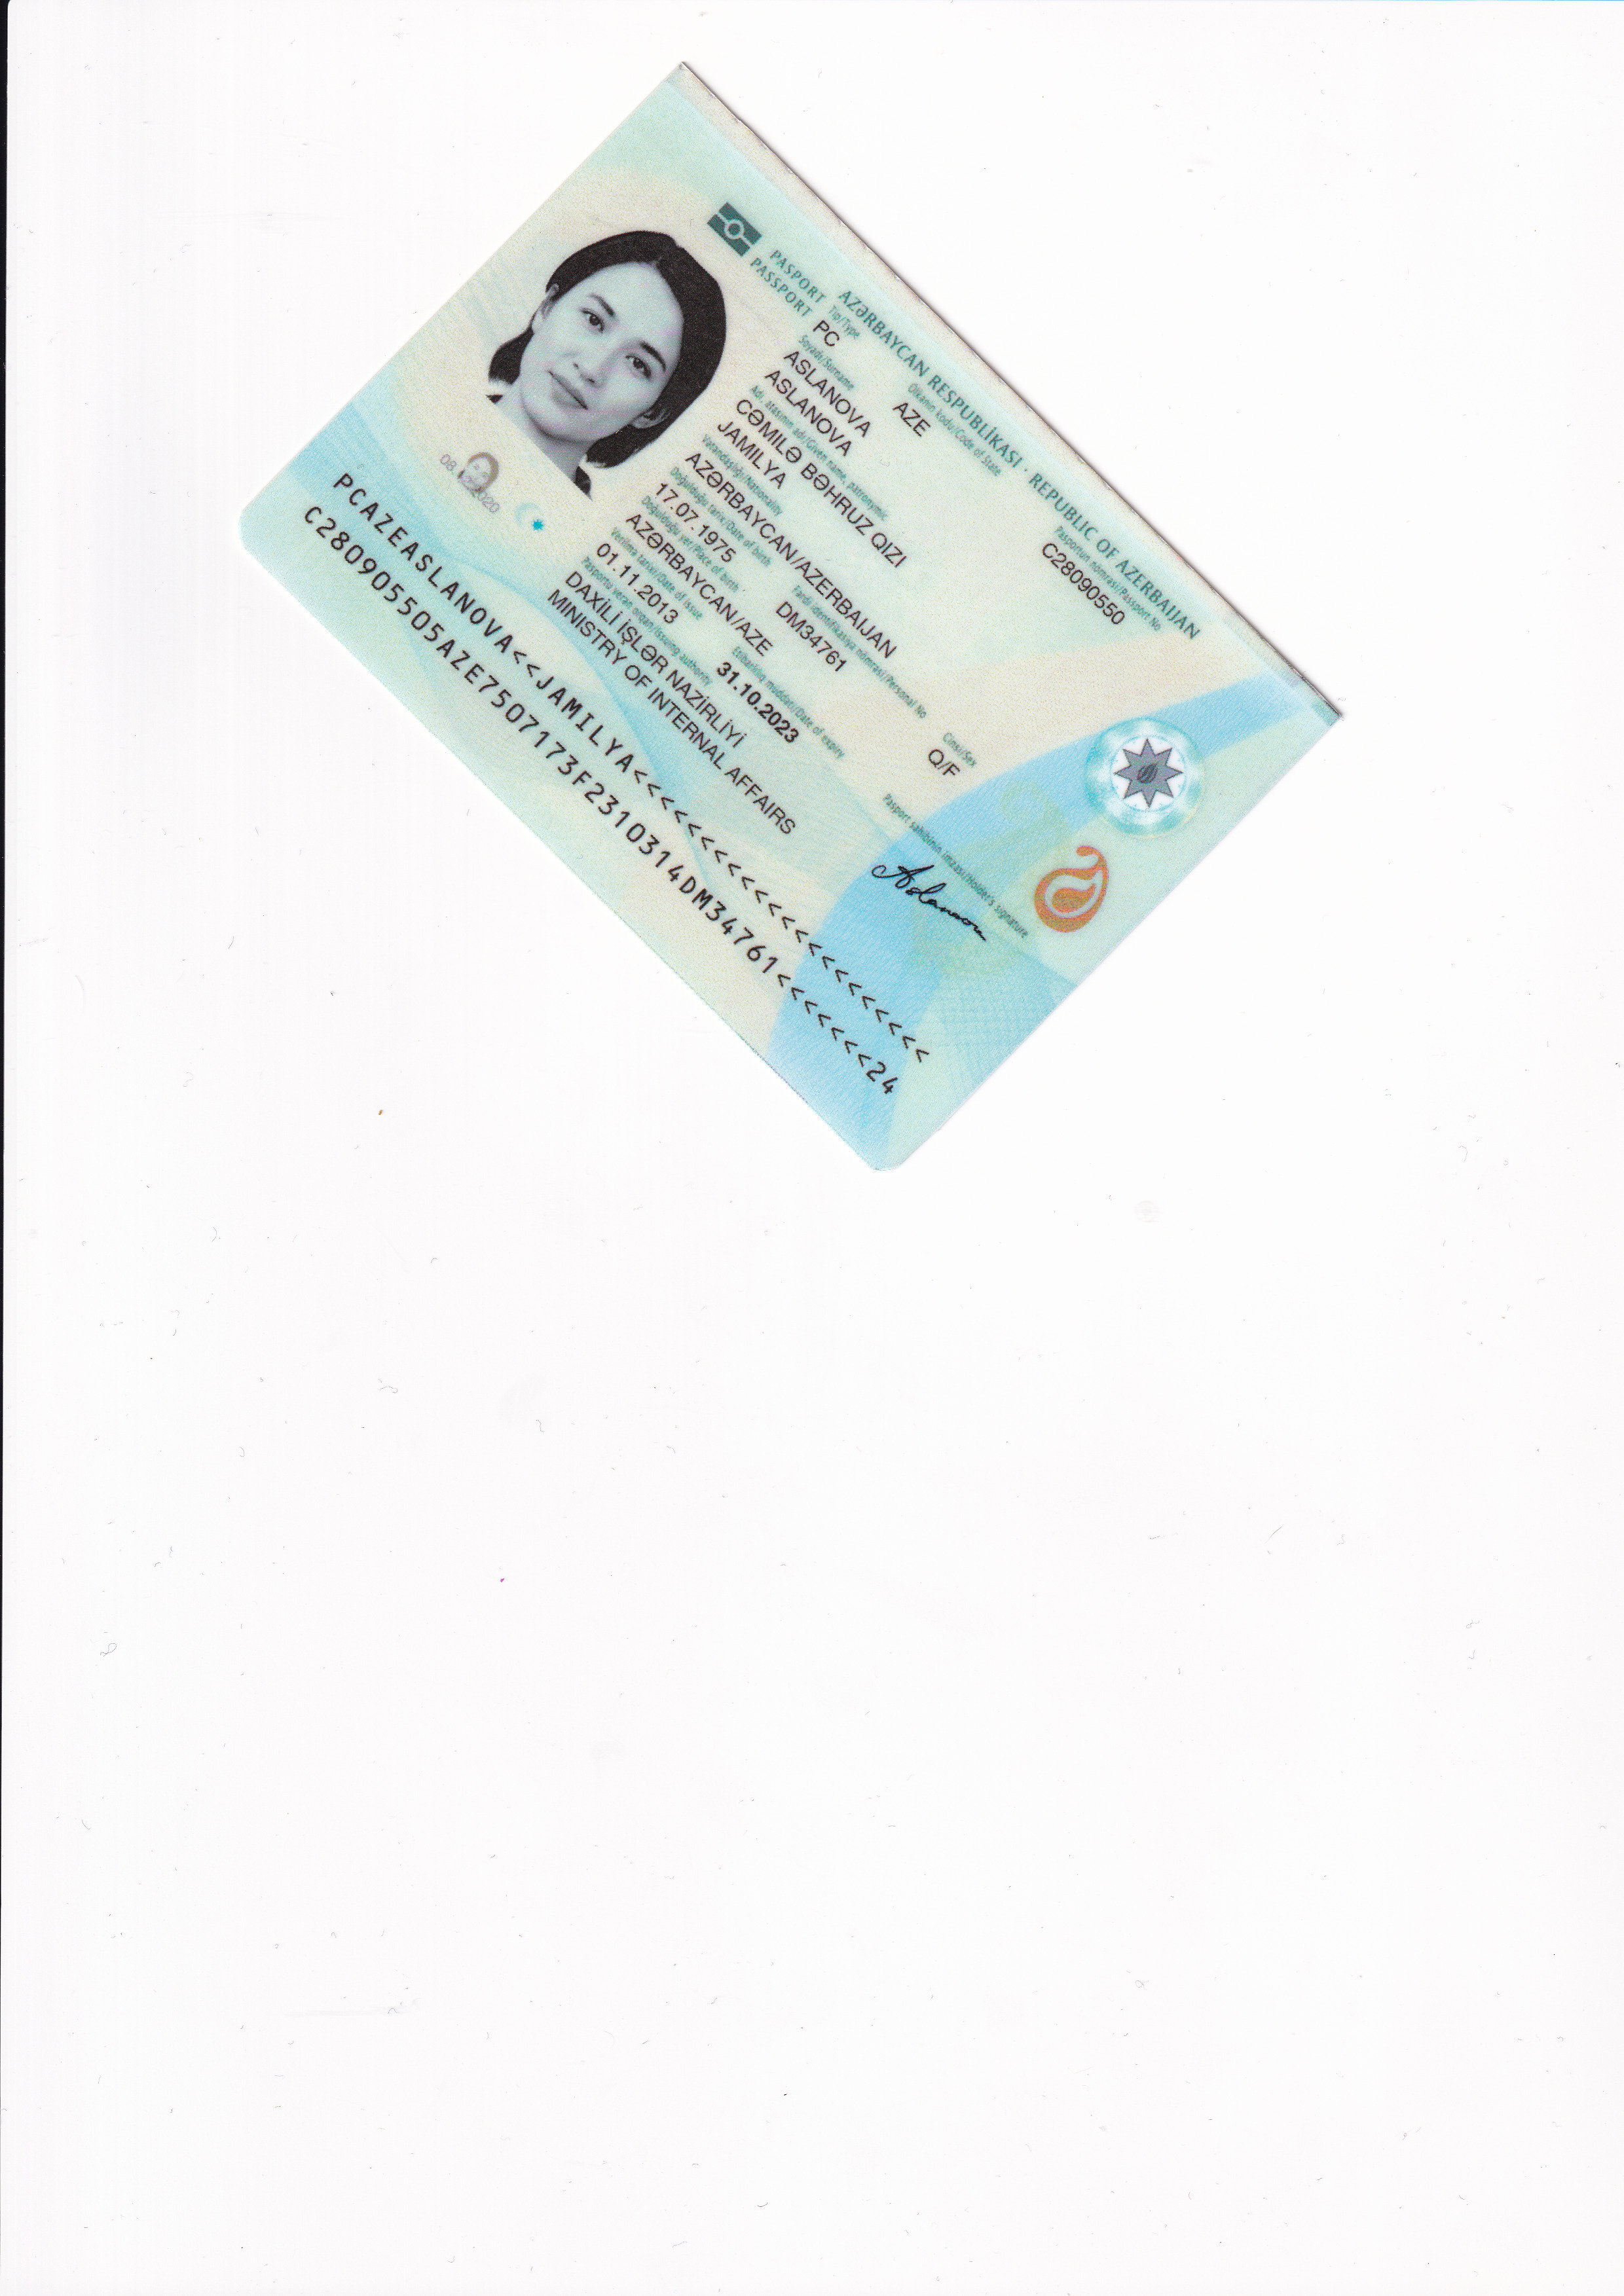 AZƏRBAYCAN RESPUBLİKASI · REPUBLIC OF AZERBAIJAN
PASPORT
PASSPORT
Tip/Type
Ölkənin kodu/Code of State
Pasportun nömrəsi/Passport No
PC
AZE
C28090550
Soyadı/Surname
ASLANOVA
ASLANOVA
Adı, atasının adı/Given name, patronymic
CƏMİLƏ BƏHRUZ QIZI
JAMILYA
Vətəndaşlığı/Nationality
AZƏRBAYCAN/AZERBAIJAN
Doğulduğu tarix/Date of birth
Fərdi identifikasiya nömrəsi/Personal No
17.07.1975
DM34761
Doğulduğu yer/Place of birth
Cinsi/Sex
AZƏRBAYCAN/AZE
Q/F
Verilmə tarixi/Date of issue
Etibarlılıq müddəti/Date of expiry
01.11.2013
31.10.2023
Pasportu verən orqan/Issuing authority
Pasport sahibinin imzası/Holder's signature
DAXİLİ İŞLƏR NAZİRLİYİ
MINISTRY OF INTERNAL AFFAIRS
Aslanova
PCAZEASLANOVA<<JAMILYA<<<<<<<<<<<<<<<<<<<<<<
C280905505AZE7507173F2310314DM34761<<<<<<<24